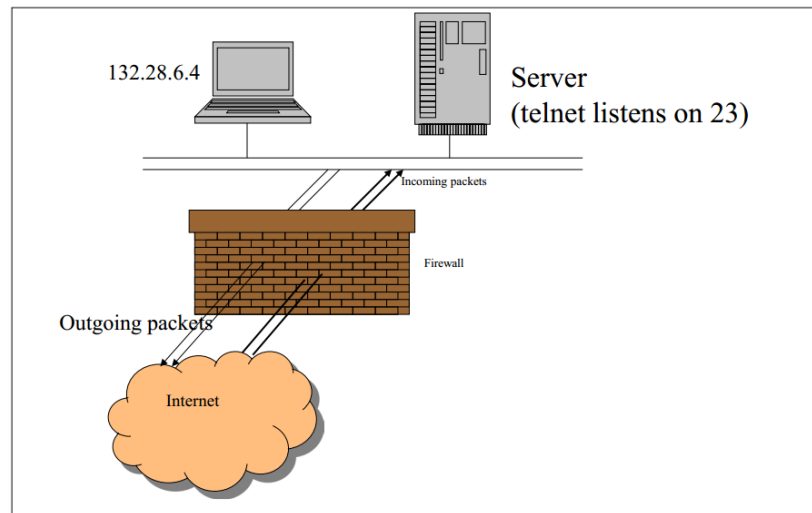 132.28.6.4
Server
(telnet listens on 23)
Incoming packets
Firewall
Outgoing packets
Internet